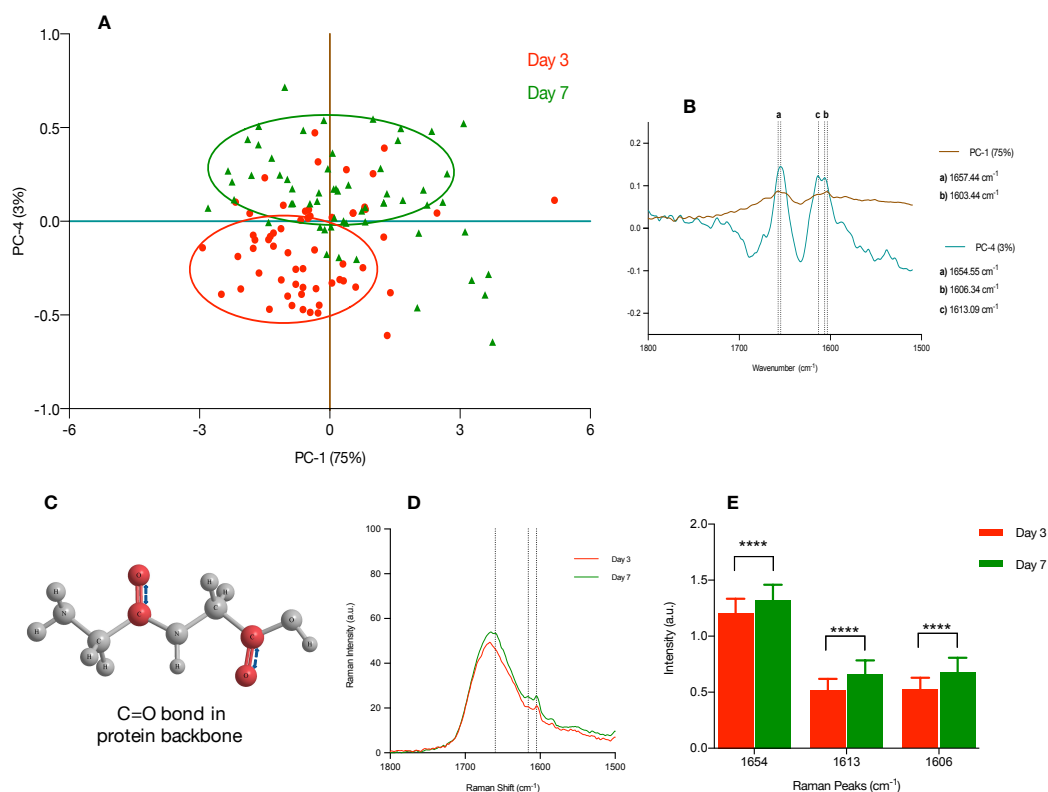 A
1.0
0.5
0.0
-0.5
-1.0
-6
-3
0
3
6
PC-4 (3%)
PC-1 (75%)
Day 3
Day 7
B
a
c
b
0.2
0.1
0.0
-0.1
-0.2
1800
1700
1600
1500
Wavenumber (cm-1)
PC-1 (75%)
a) 1657.44 cm-1
b) 1603.44 cm-1
PC-4 (3%)
a) 1654.55 cm-1
b) 1606.34 cm-1
c) 1613.09 cm-1
C
O
H
H
H
N
C
N
C
C
O
H
C
H
H
H
O
C=O bond in
protein backbone
D
100
80
60
40
20
0
1800
1700
1600
1500
Raman Intensity (a.u.)
Raman Shift (cm-1)
Day 3
Day 7
E
2.0
1.5
1.0
0.5
0.0
Intensity (a.u.)
****
****
****
1654
1613
1606
Raman Peaks (cm-1)
Day 3
Day 7